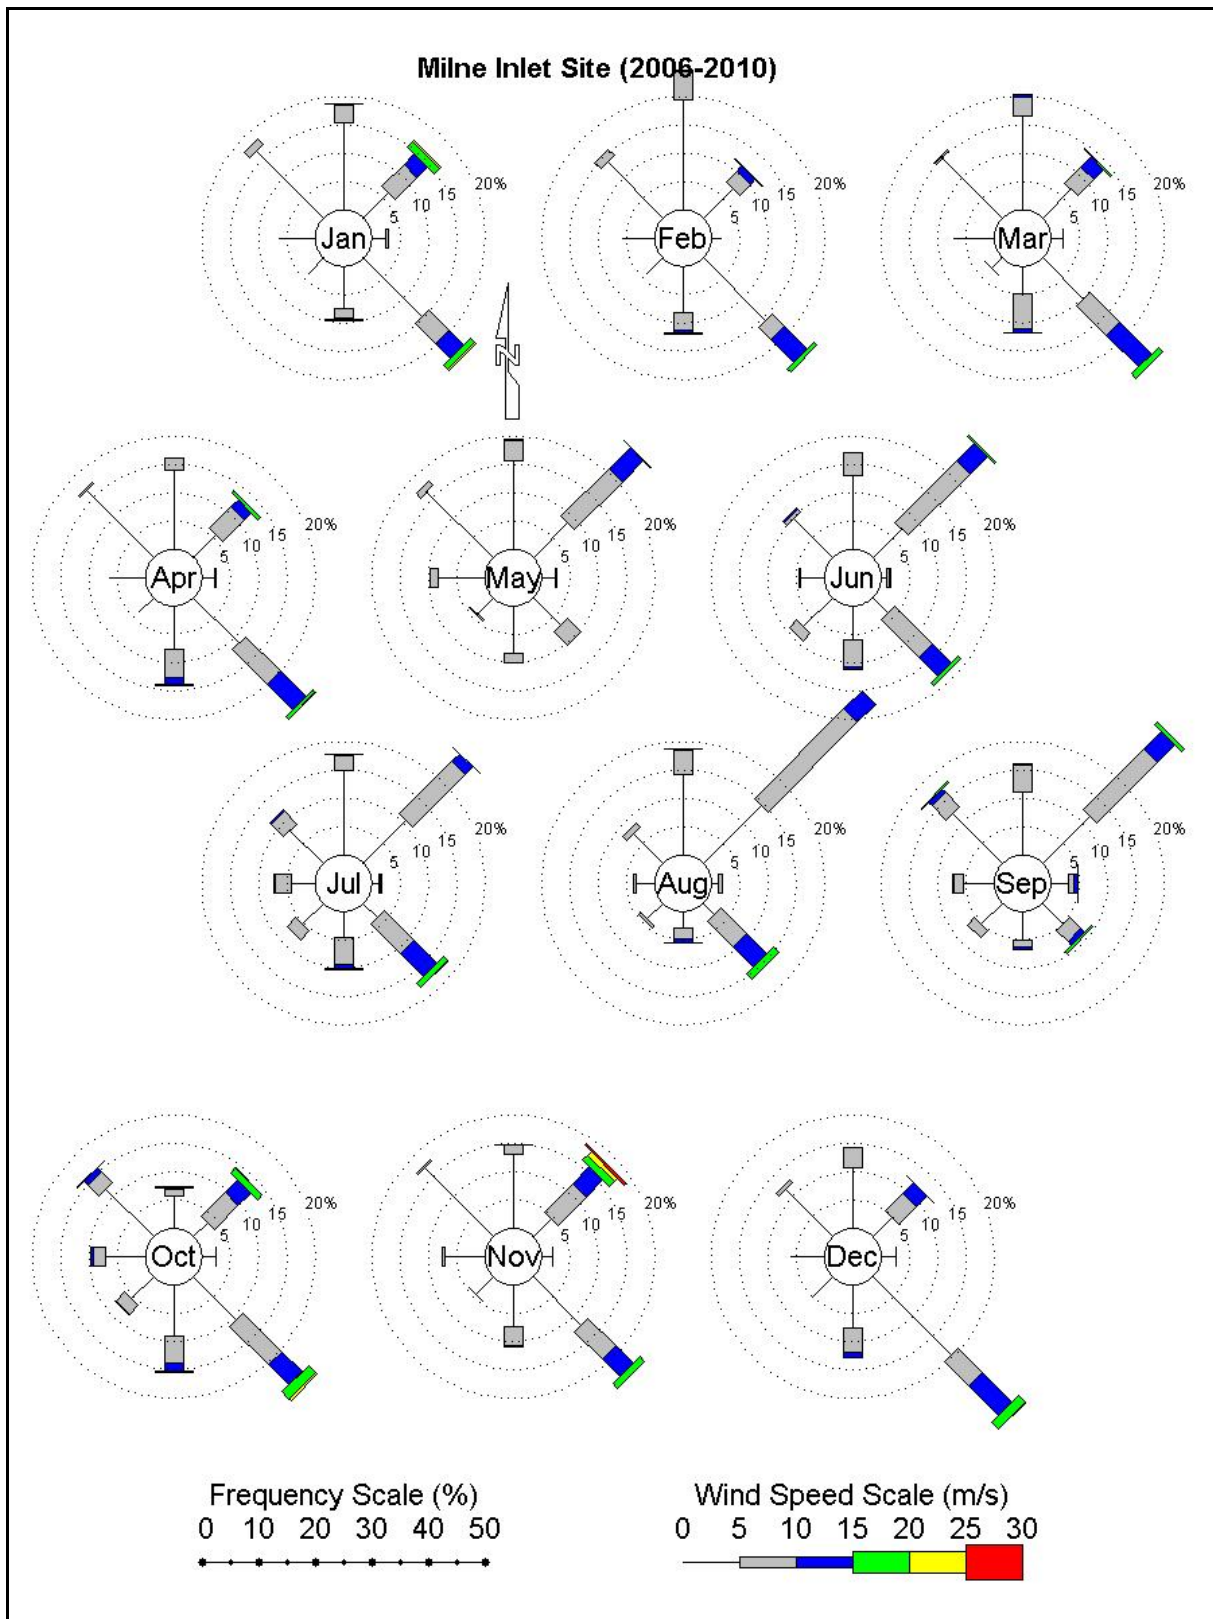 Milne Inlet Site (2006-2010)
Jan 5 10 15 20%
Feb 5 10 15 20%
Mar 5 10 15 20%
N
Apr 5 10 15 20%
May 5 10 15 20%
Jun 5 10 15 20%
Jul 5 10 15 20%
Aug 5 10 15 20%
Sep 5 10 15 20%
Oct 5 10 15 20%
Nov 5 10 15 20%
Dec 5 10 15 20%
Frequency Scale (%)
0 10 20 30 40 50
Wind Speed Scale (m/s)
0 5 10 15 20 25 30